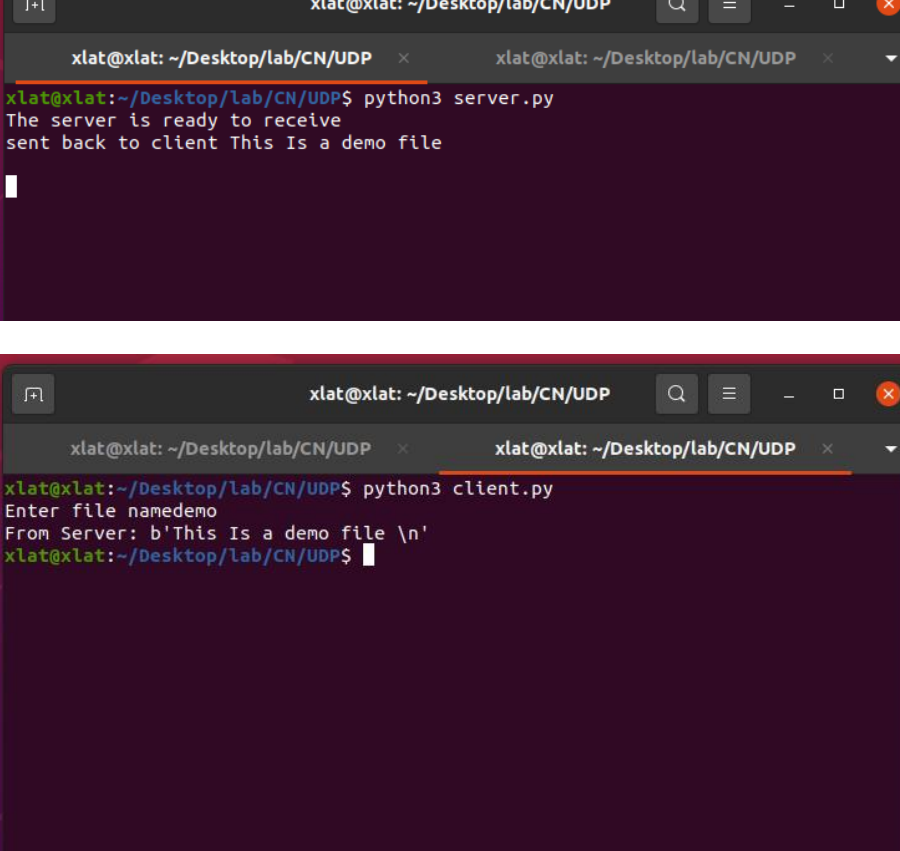 xlat@xlat: ~/Desktop/lab/CN/UDP
xlat@xlat: ~/Desktop/lab/CN/UDP × xlat@xlat: ~/Desktop/lab/CN/UDP ×
xlat@xlat:~/Desktop/lab/CN/UDP$ python3 server.py
The server is ready to receive
sent back to client This Is a demo file
xlat@xlat: ~/Desktop/lab/CN/UDP
xlat@xlat: ~/Desktop/lab/CN/UDP × xlat@xlat: ~/Desktop/lab/CN/UDP ×
xlat@xlat:~/Desktop/lab/CN/UDP$ python3 client.py
Enter file namedemo
From Server: b'This Is a demo file \n'
xlat@xlat:~/Desktop/lab/CN/UDP$